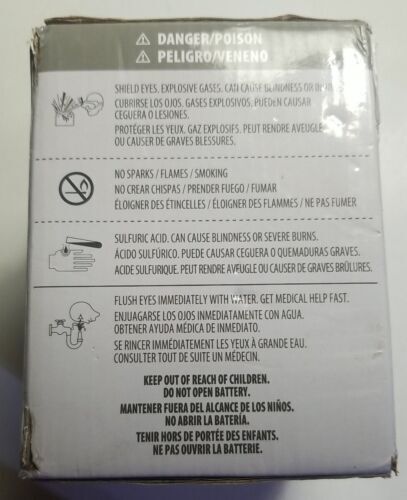 ⚠ DANGER/POISON
⚠ PELIGRO/VENENO
SHIELD EYES. EXPLOSIVE GASES. CAN CAUSE BLINDNESS OR
CUBRIRSE LOS OJOS. GASES EXPLOSIVOS. PUEDEN CAUSAR
CEGUERA O LESIONES.
PROTÉGER LES YEUX. GAZ EXPLOSIFS. PEUT RENDRE AVEUGLE
OU CAUSER DE GRAVES BLESSURES.
NO SPARKS / FLAMES / SMOKING
NO CREAR CHISPAS / PRENDER FUEGO / FUMAR
ÉLOIGNER DES ÉTINCELLES / ÉLOIGNER DES FLAMMES / NE PAS FUMER
SULFURIC ACID. CAN CAUSE BLINDNESS OR SEVERE BURNS.
ÁCIDO SULFÚRICO. PUEDE CAUSAR CEGUERA O QUEMADURAS GRAVES.
ACIDE SULFURIQUE. PEUT RENDRE AVEUGLE OU CAUSER DE GRAVES BRÛLURES.
FLUSH EYES IMMEDIATELY WITH WATER. GET MEDICAL HELP FAST.
ENJUAGARSE LOS OJOS INMEDIATAMENTE CON AGUA.
OBTENER AYUDA MÉDICA DE INMEDIATO.
SE RINCER IMMÉDIATEMENT LES YEUX À GRANDE EAU.
CONSULTER TOUT DE SUITE UN MÉDECIN.
KEEP OUT OF REACH OF CHILDREN.
DO NOT OPEN BATTERY.
MANTENER FUERA DEL ALCANCE DE LOS NIÑOS.
NO ABRIR LA BATERÍA.
TENIR HORS DE PORTÉE DES ENFANTS.
NE PAS OUVRIR LA BATTERIE.